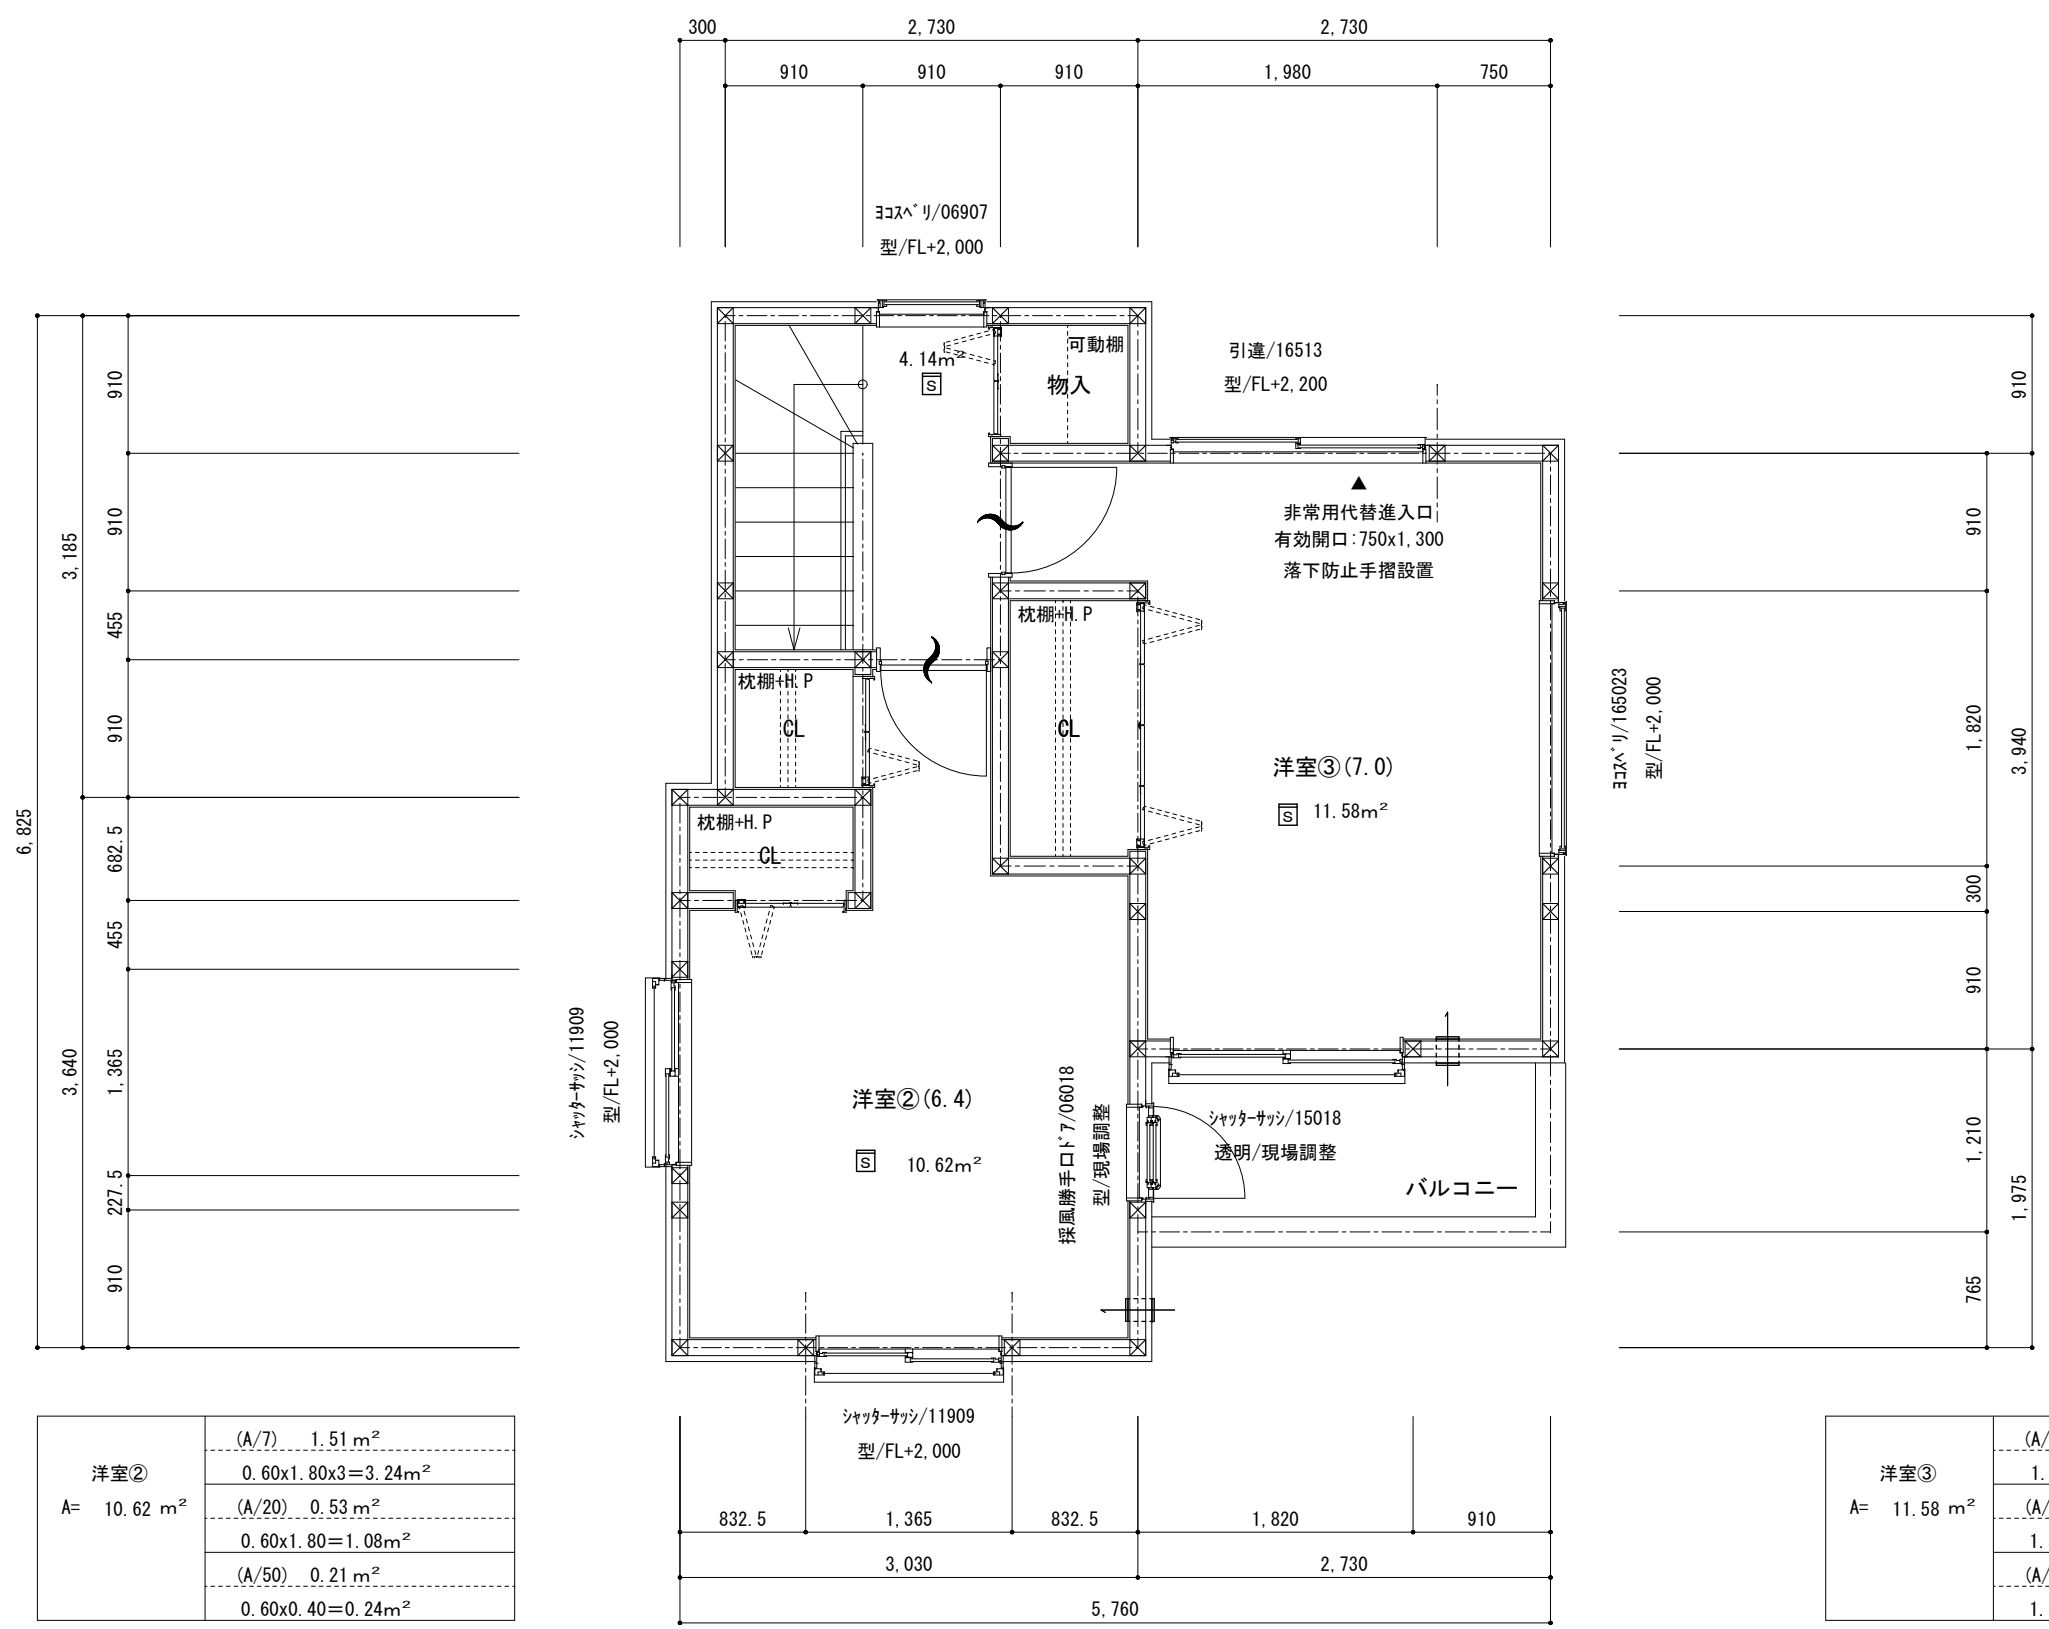 300
2,730
2,730
910
910
910
1,980
750
ﾖｺｽﾍﾞﾘ/06907
型/FL+2,000
可動棚
物入
4.14m²
S
引違/16513
型/FL+2,200
▲
非常用代替進入口
有効開口:750x1,300
落下防止手摺設置
枕棚+H.P
CL
枕棚+H.P
CL
枕棚+H.P
CL
洋室③(7.0)
S 11.58m²
ﾖｺｽﾍﾞﾘ/165023
型/FL+2,000
ｼｬｯﾀｰｻｯｼ/11909
型/FL+2,000
洋室②(6.4)
S 10.62m²
採風勝手口ﾄﾞｱ/06018
型/現場調整
ｼｬｯﾀｰｻｯｼ/15018
透明/現場調整
バルコニー
1
1
ｼｬｯﾀｰｻｯｼ/11909
型/FL+2,000
6,825
3,185
3,640
910
910
455
910
682.5
455
1,365
227.5
910
910
910
1,820
3,940
300
910
1,210
1,975
765
832.5
1,365
832.5
1,820
910
3,030
2,730
5,760
洋室②
A= 10.62 m²
(A/7) 1.51 m²
0.60x1.80x3=3.24m²
(A/20) 0.53 m²
0.60x1.80=1.08m²
(A/50) 0.21 m²
0.60x0.40=0.24m²
洋室③
A= 11.58 m²
(A/
1.
(A/
1.
(A/
1.